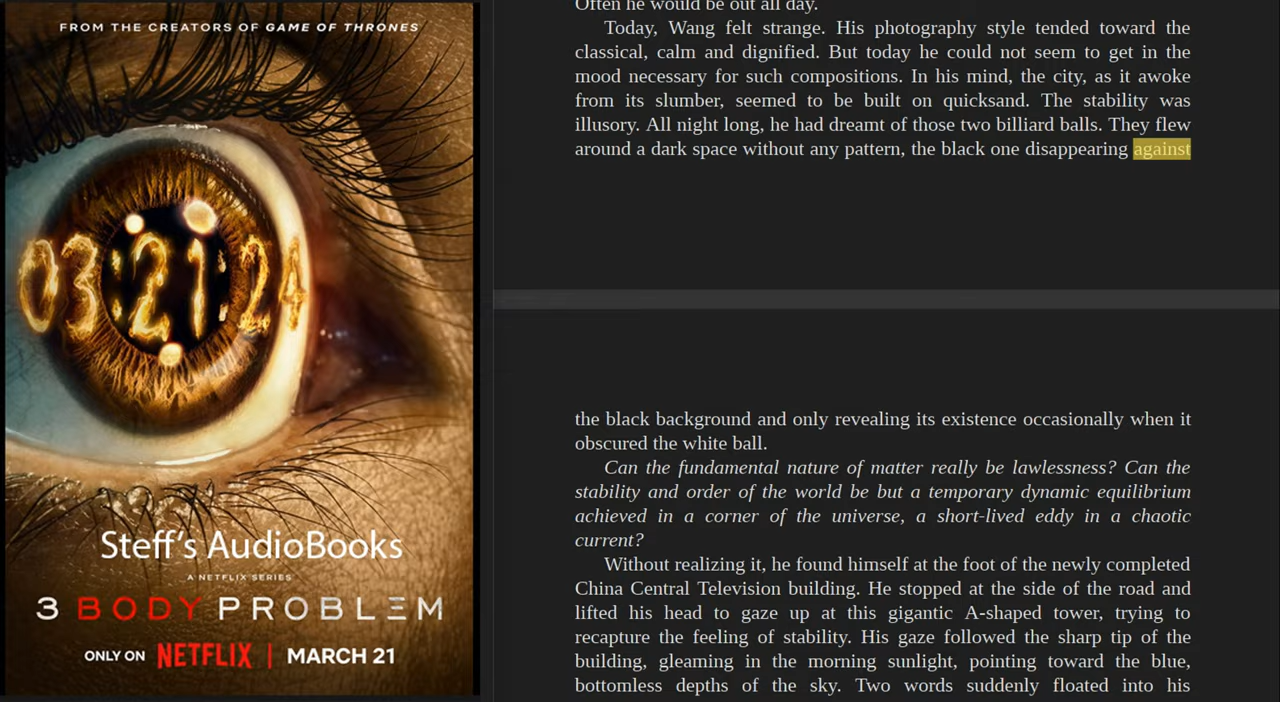 FROM THE CREATORS OF GAME OF THRONES
03:21:24
Steff's AudioBooks
A NETFLIX SERIES
3 BODY PROBLEM
ONLY ON NETFLIX | MARCH 21
Often he would be out all day.
Today, Wang felt strange. His photography style tended toward the
classical, calm and dignified. But today he could not seem to get in the
mood necessary for such compositions. In his mind, the city, as it awoke
from its slumber, seemed to be built on quicksand. The stability was
illusory. All night long, he had dreamt of those two billiard balls. They flew
around a dark space without any pattern, the black one disappearing against
the black background and only revealing its existence occasionally when it
obscured the white ball.
Can the fundamental nature of matter really be lawlessness? Can the
stability and order of the world be but a temporary dynamic equilibrium
achieved in a corner of the universe, a short-lived eddy in a chaotic
current?
Without realizing it, he found himself at the foot of the newly completed
China Central Television building. He stopped at the side of the road and
lifted his head to gaze up at this gigantic A-shaped tower, trying to
recapture the feeling of stability. His gaze followed the sharp tip of the
building, gleaming in the morning sunlight, pointing toward the blue,
bottomless depths of the sky. Two words suddenly floated into his